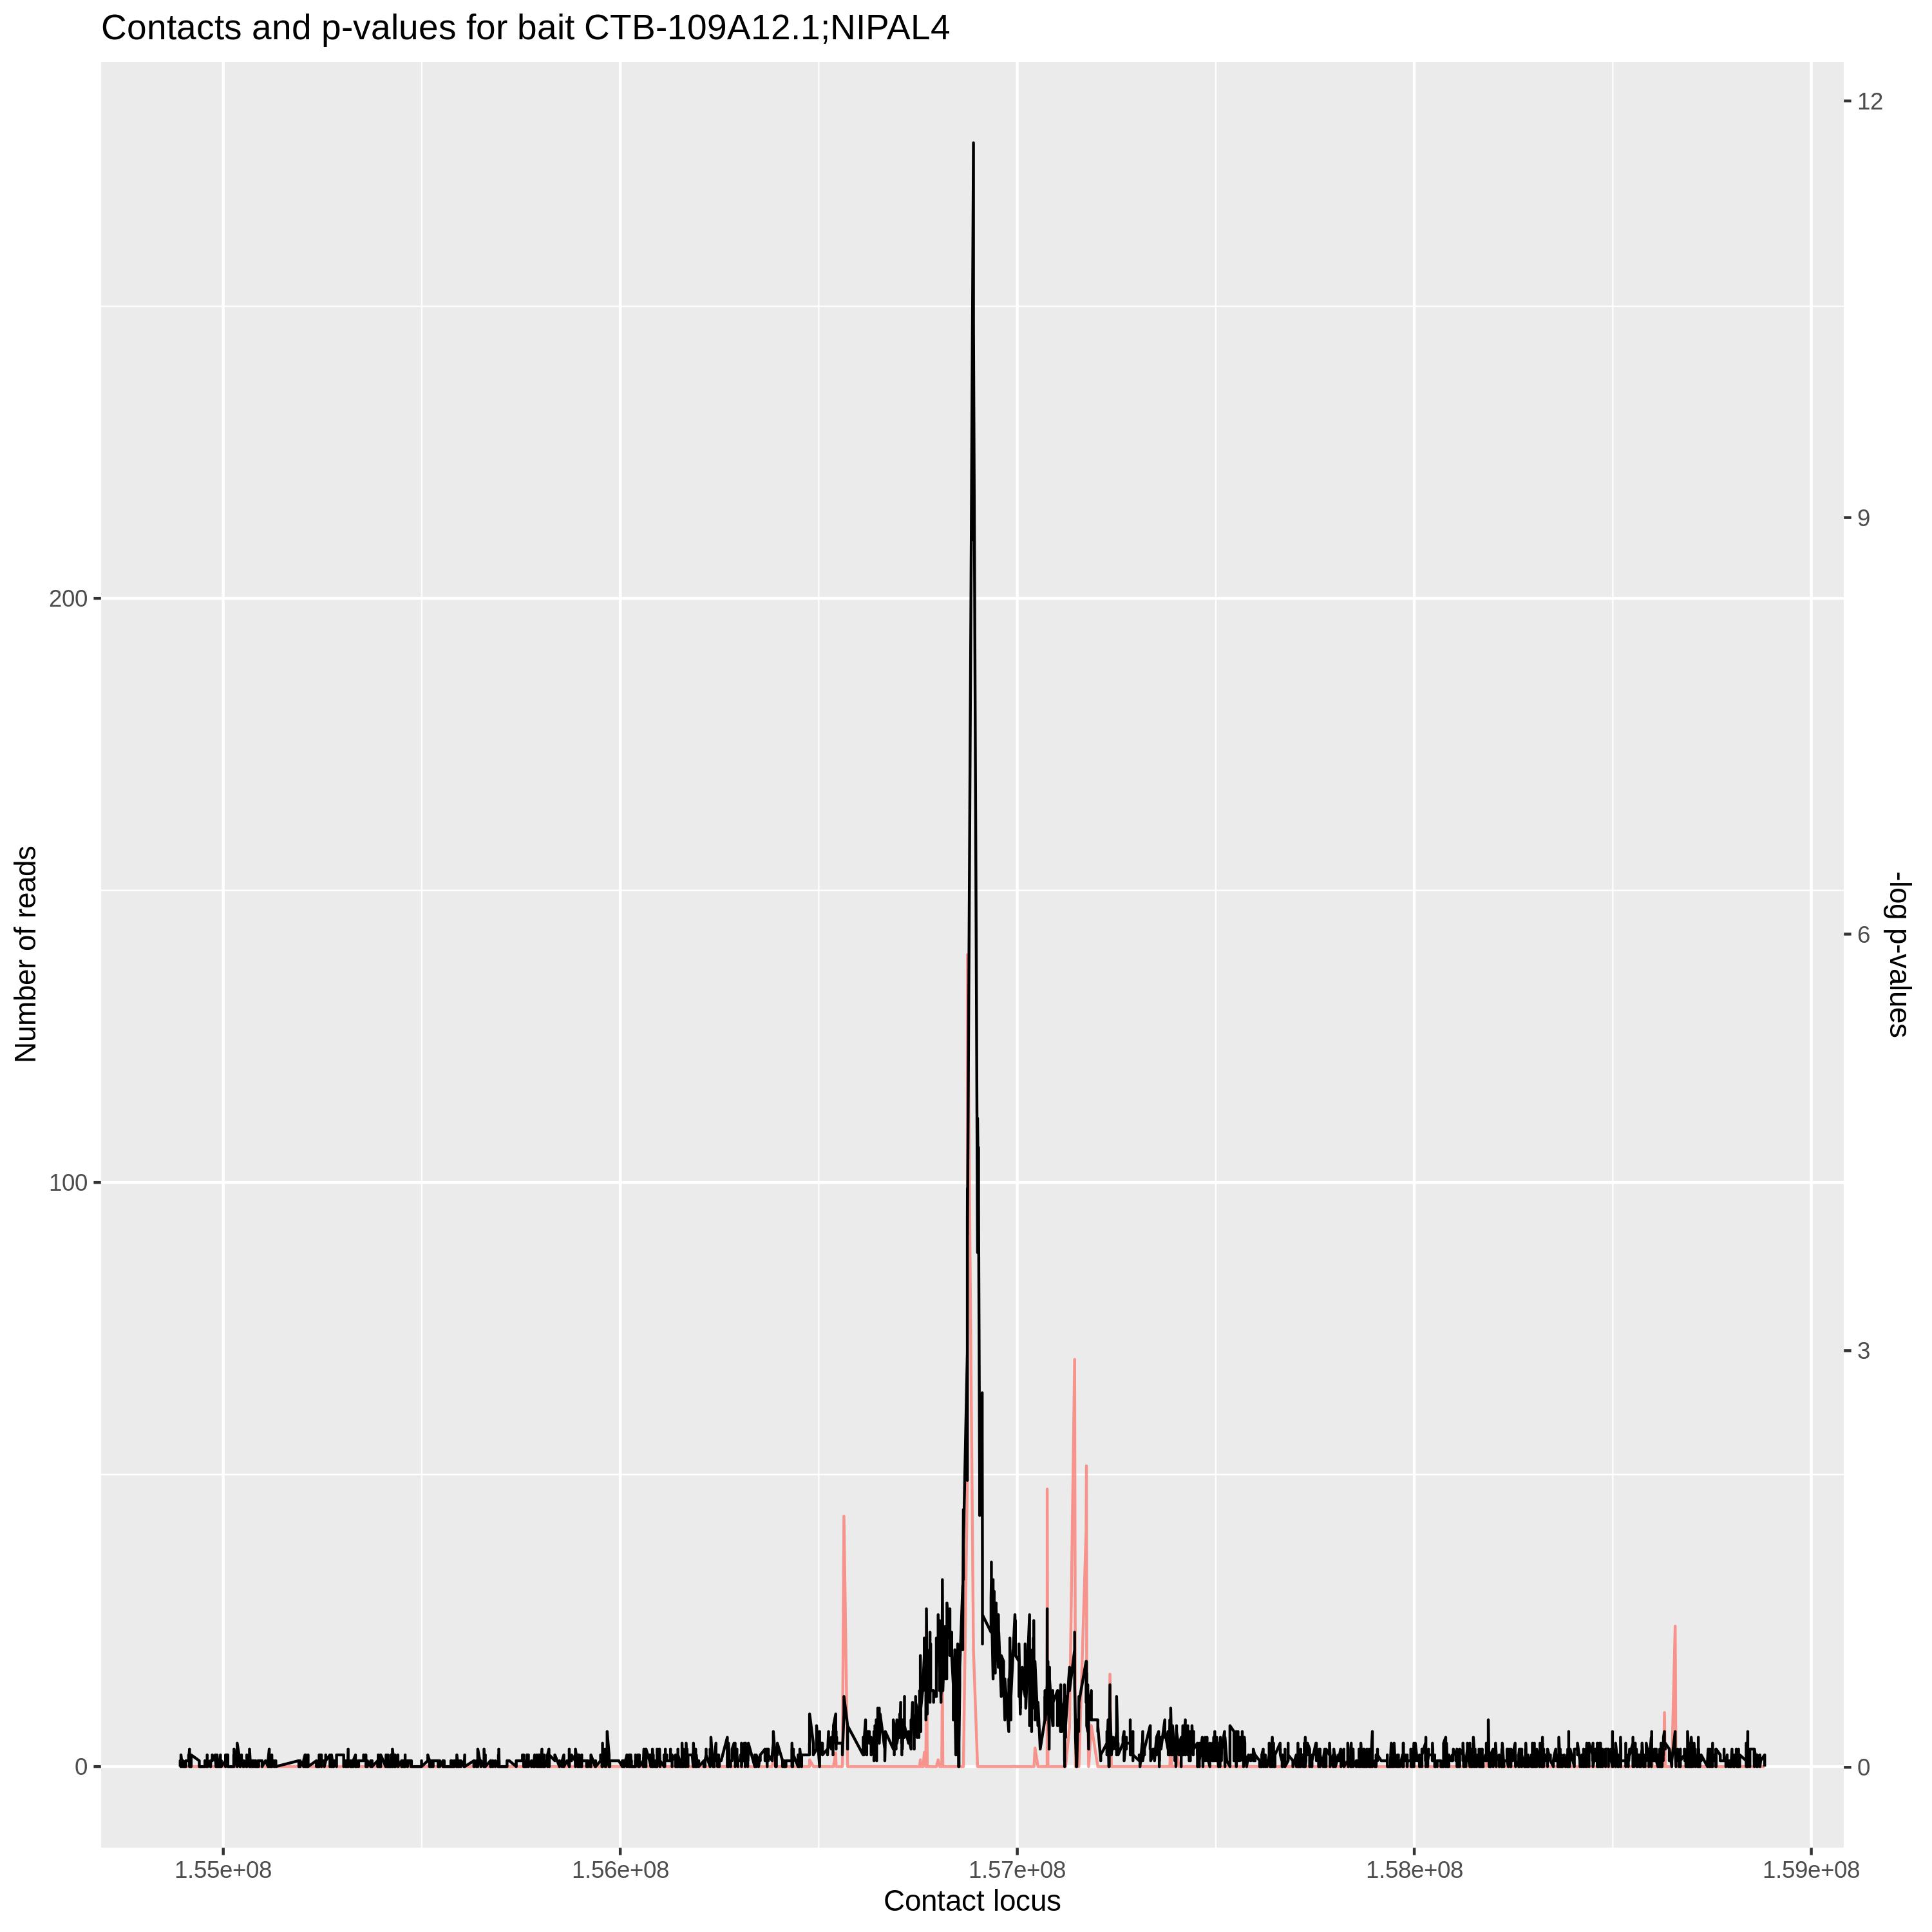 Contacts and p-values for bait CTB-109A12.1;NIPAL4
12
9
200
6
Number of reads
-log p-values
100
3
0
0
1.55e+08
1.56e+08
1.57e+08
1.58e+08
1.59e+08
Contact locus